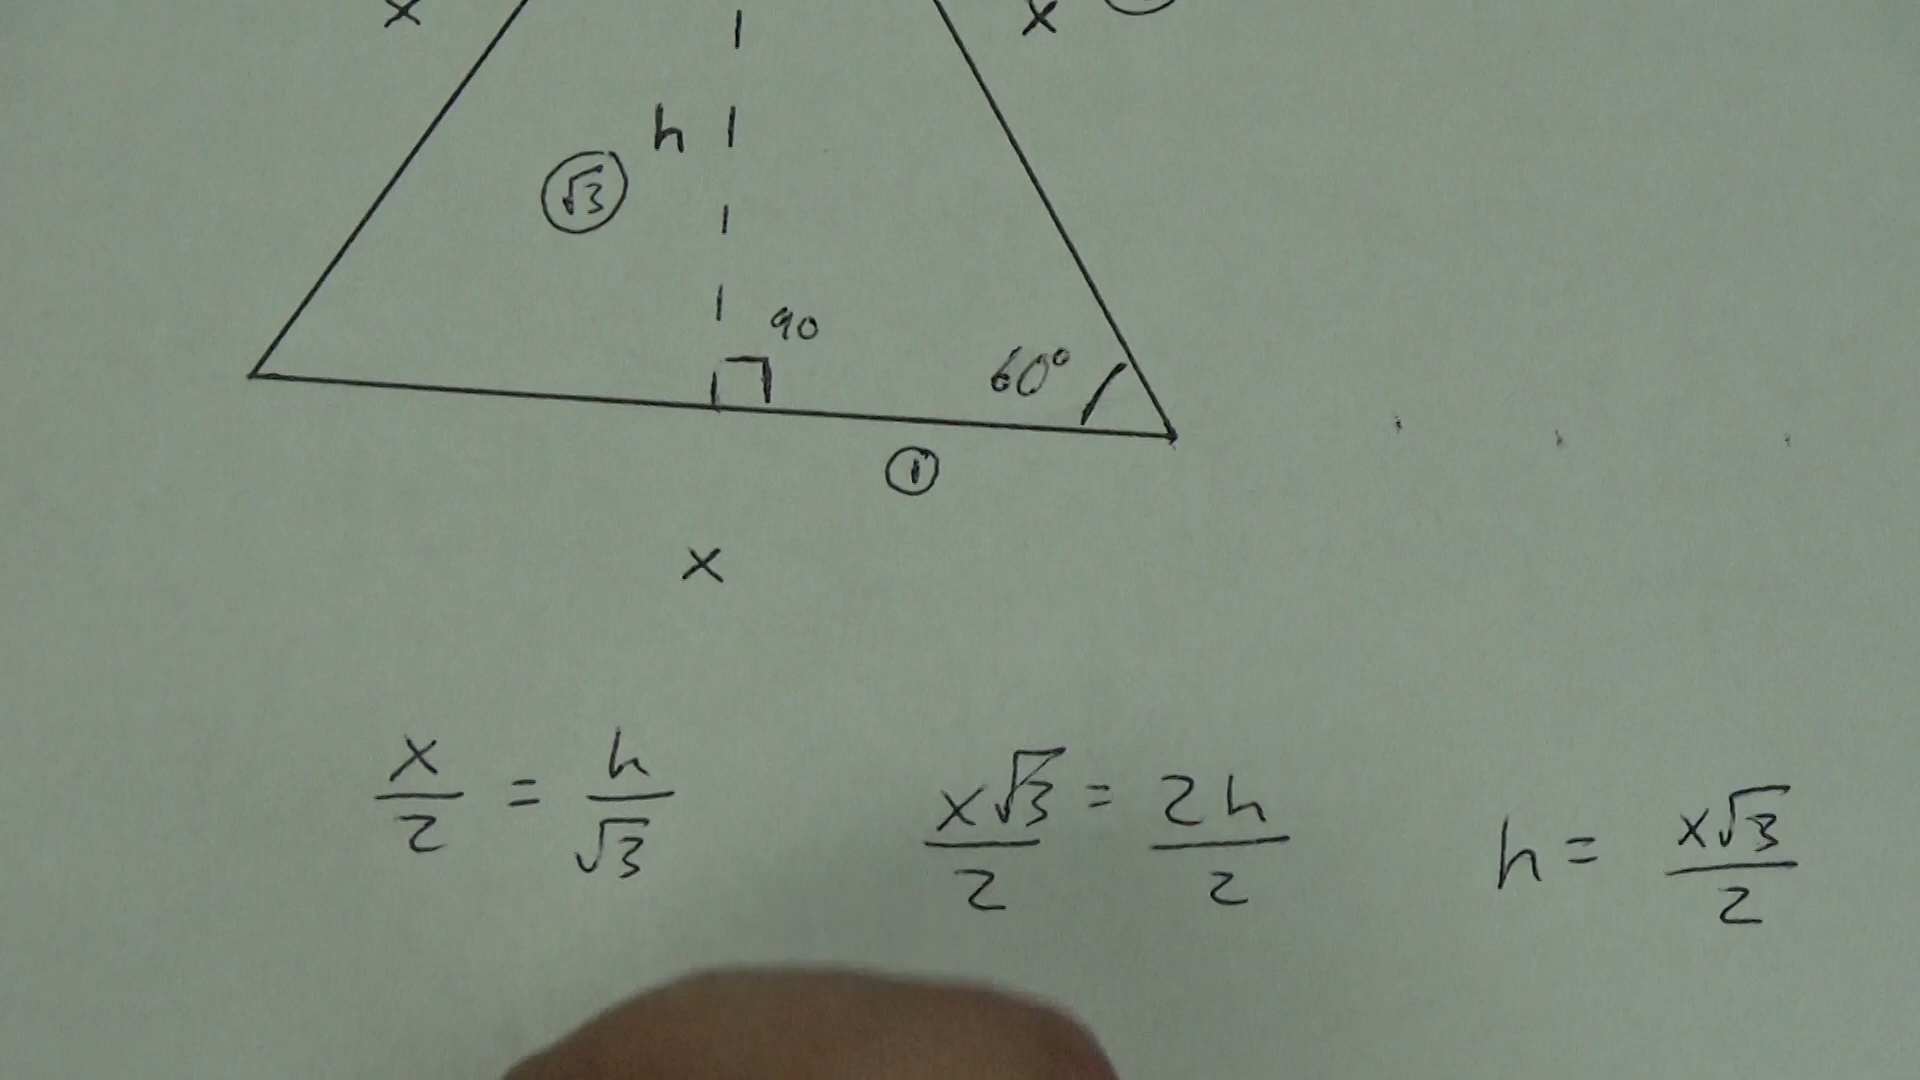 x x
h
√3
90
60°
1
x
x/2 = h/√3
x√3/2 = 2h/2
h = x√3/2